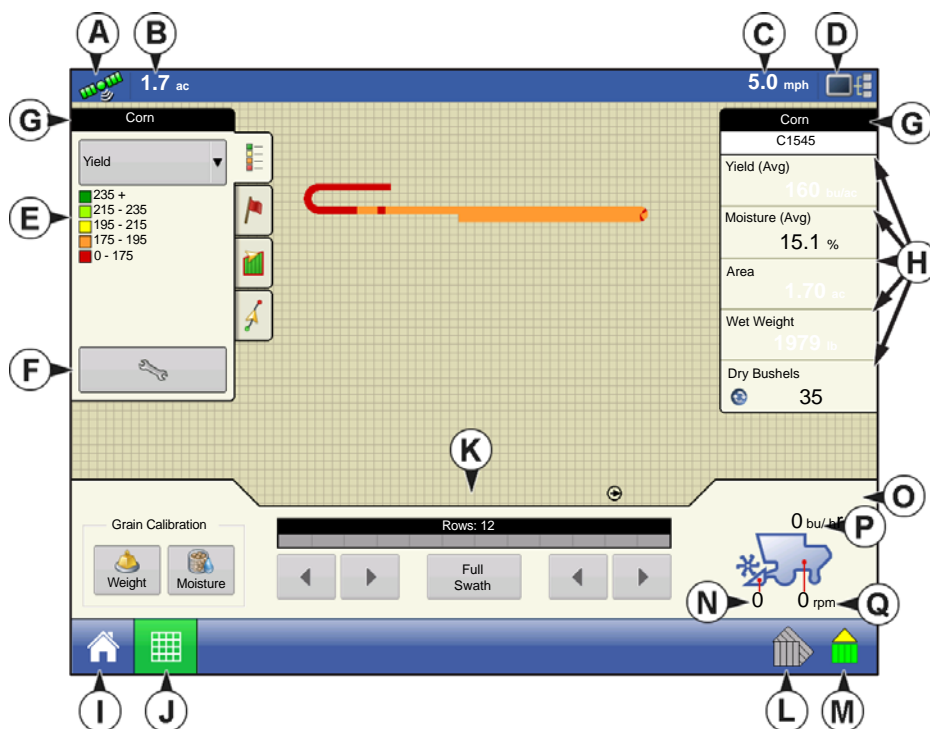 A
B
C
D
1.7 ac
5.0 mph
G
Corn
Corn
G
C1545
Yield
Yield (Avg)
160 bu/ac
E
235 +
215 - 235
195 - 215
175 - 195
0 - 175
Moisture (Avg)
15.1 %
H
Area
1.70 ac
Wet Weight
1979 lb
F
Dry Bushels
35
K
O
Grain Calibration
Weight
Moisture
Rows: 12
Full
Swath
0 bu/hr
P
N
0
0 rpm
Q
I
J
L
M